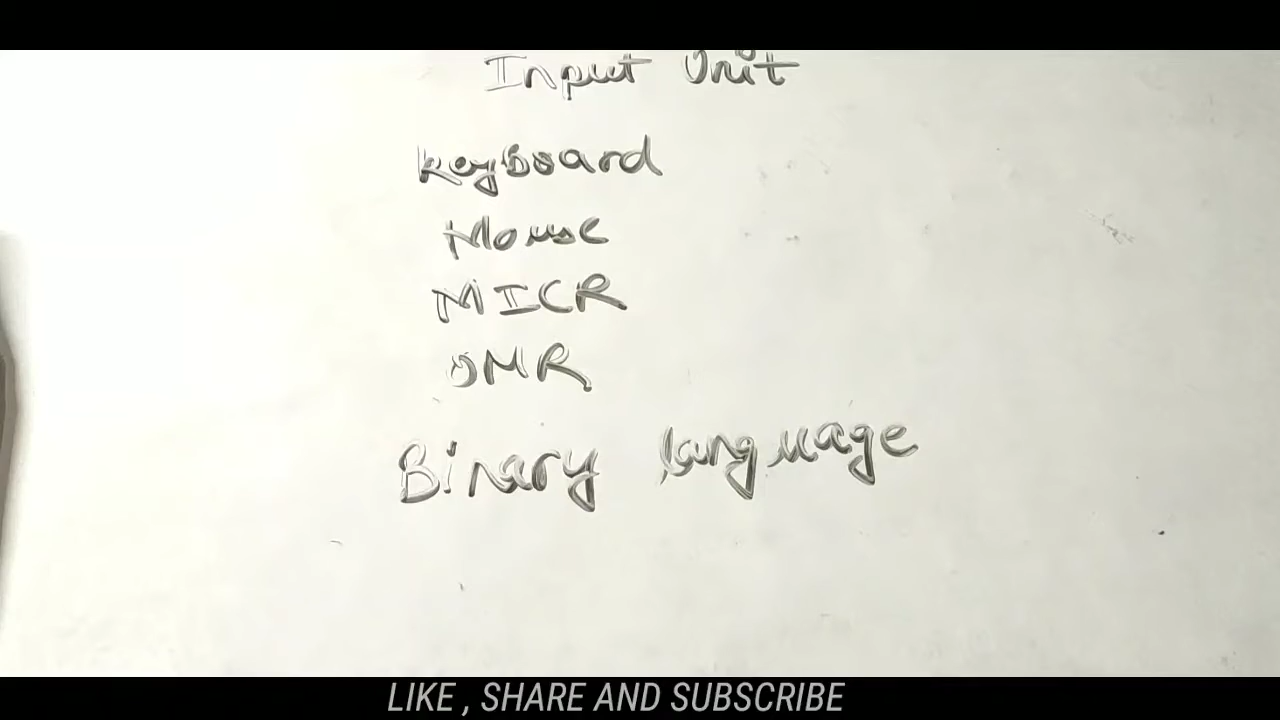 Input Unit
KeyBoard
Mouse
MICR
OMR
Binary language
LIKE , SHARE AND SUBSCRIBE